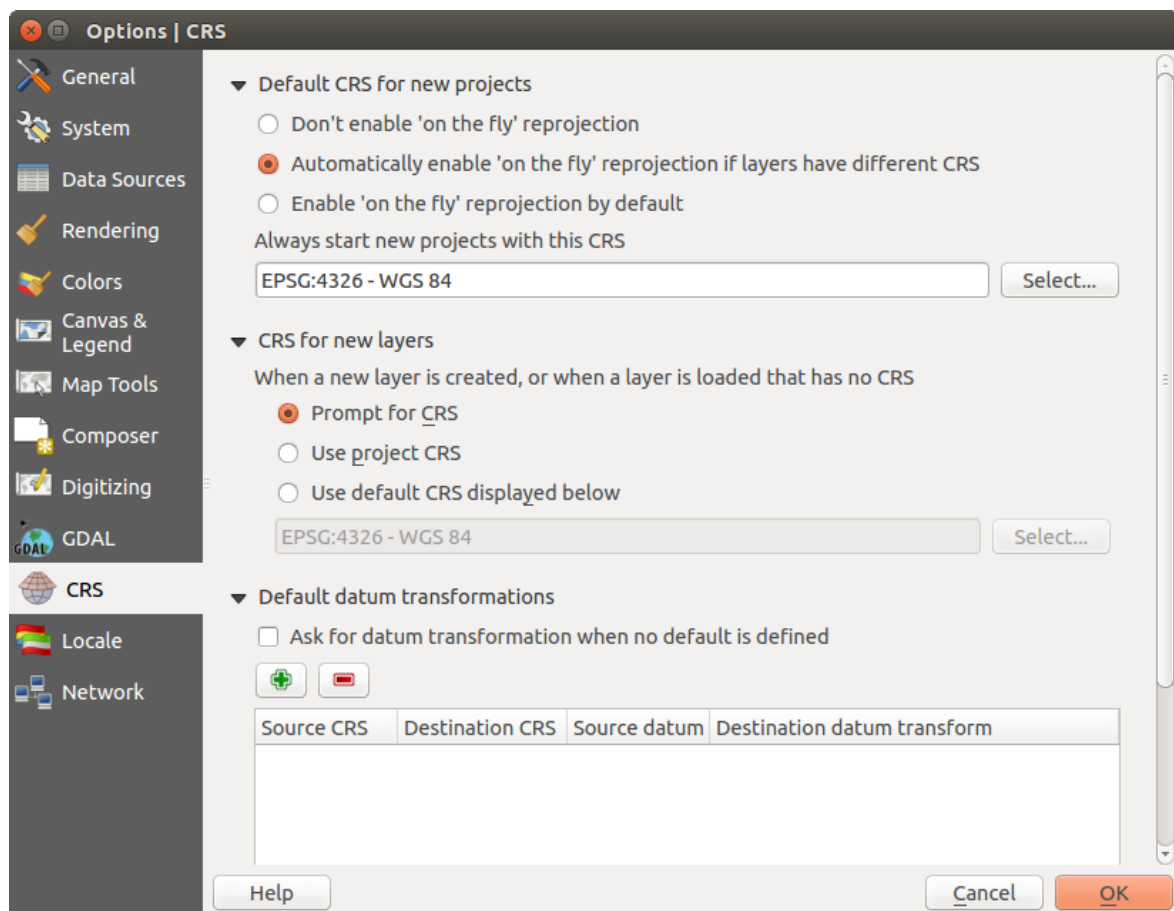 Options | CRS
General
System
Data Sources
Rendering
Colors
Canvas &
Legend
Map Tools
Composer
Digitizing
GDAL
GDAL
CRS
Locale
Network
Default CRS for new projects
Don't enable 'on the fly' reprojection
Automatically enable 'on the fly' reprojection if layers have different CRS
Enable 'on the fly' reprojection by default
Always start new projects with this CRS
EPSG:4326 - WGS 84 Select...
CRS for new layers
When a new layer is created, or when a layer is loaded that has no CRS
Prompt for CRS
Use project CRS
Use default CRS displayed below
EPSG:4326 - WGS 84 Select...
Default datum transformations
Ask for datum transformation when no default is defined
Source CRS Destination CRS Source datum Destination datum transform
Help Cancel OK